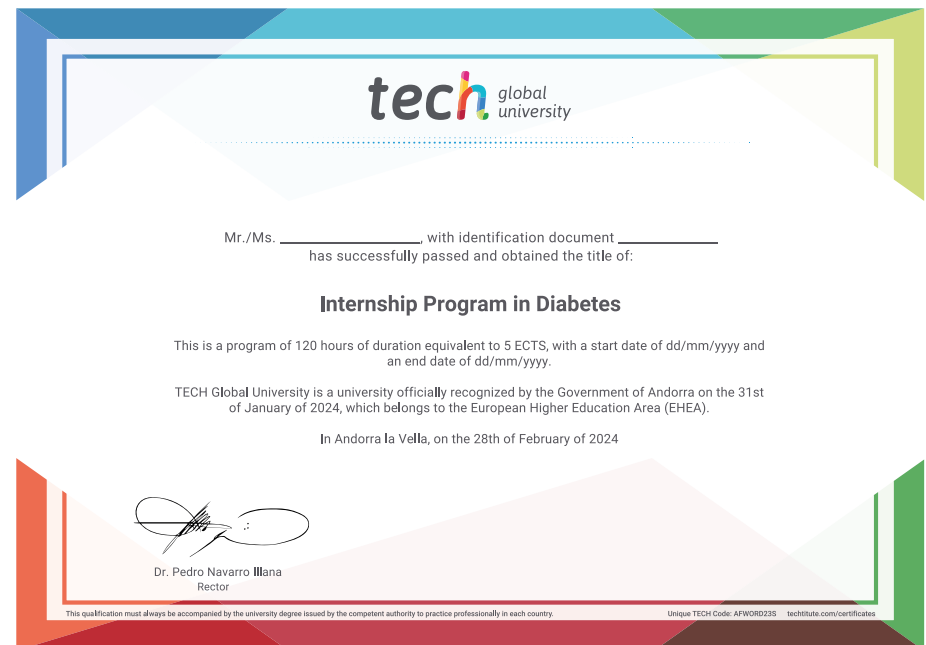 tech global university
Mr./Ms. ____________________, with identification document ______________
has successfully passed and obtained the title of:
Internship Program in Diabetes
This is a program of 120 hours of duration equivalent to 5 ECTS, with a start date of dd/mm/yyyy and
an end date of dd/mm/yyyy.
TECH Global University is a university officially recognized by the Government of Andorra on the 31st
of January of 2024, which belongs to the European Higher Education Area (EHEA).
In Andorra la Vella, on the 28th of February of 2024
Dr. Pedro Navarro Illana
Rector
This qualification must always be accompanied by the university degree issued by the competent authority to practice professionally in each country.
Unique TECH Code: AFWORD23S techtitute.com/certificates